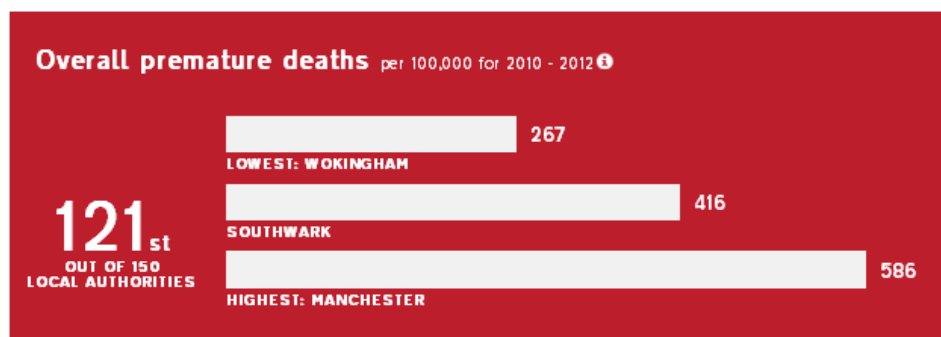 Overall premature deaths per 100,000 for 2010 - 2012
267
LOWEST: WOKINGHAM
416
SOUTHWARK
586
HIGHEST: MANCHESTER
121st
OUT OF 150
LOCAL AUTHORITIES